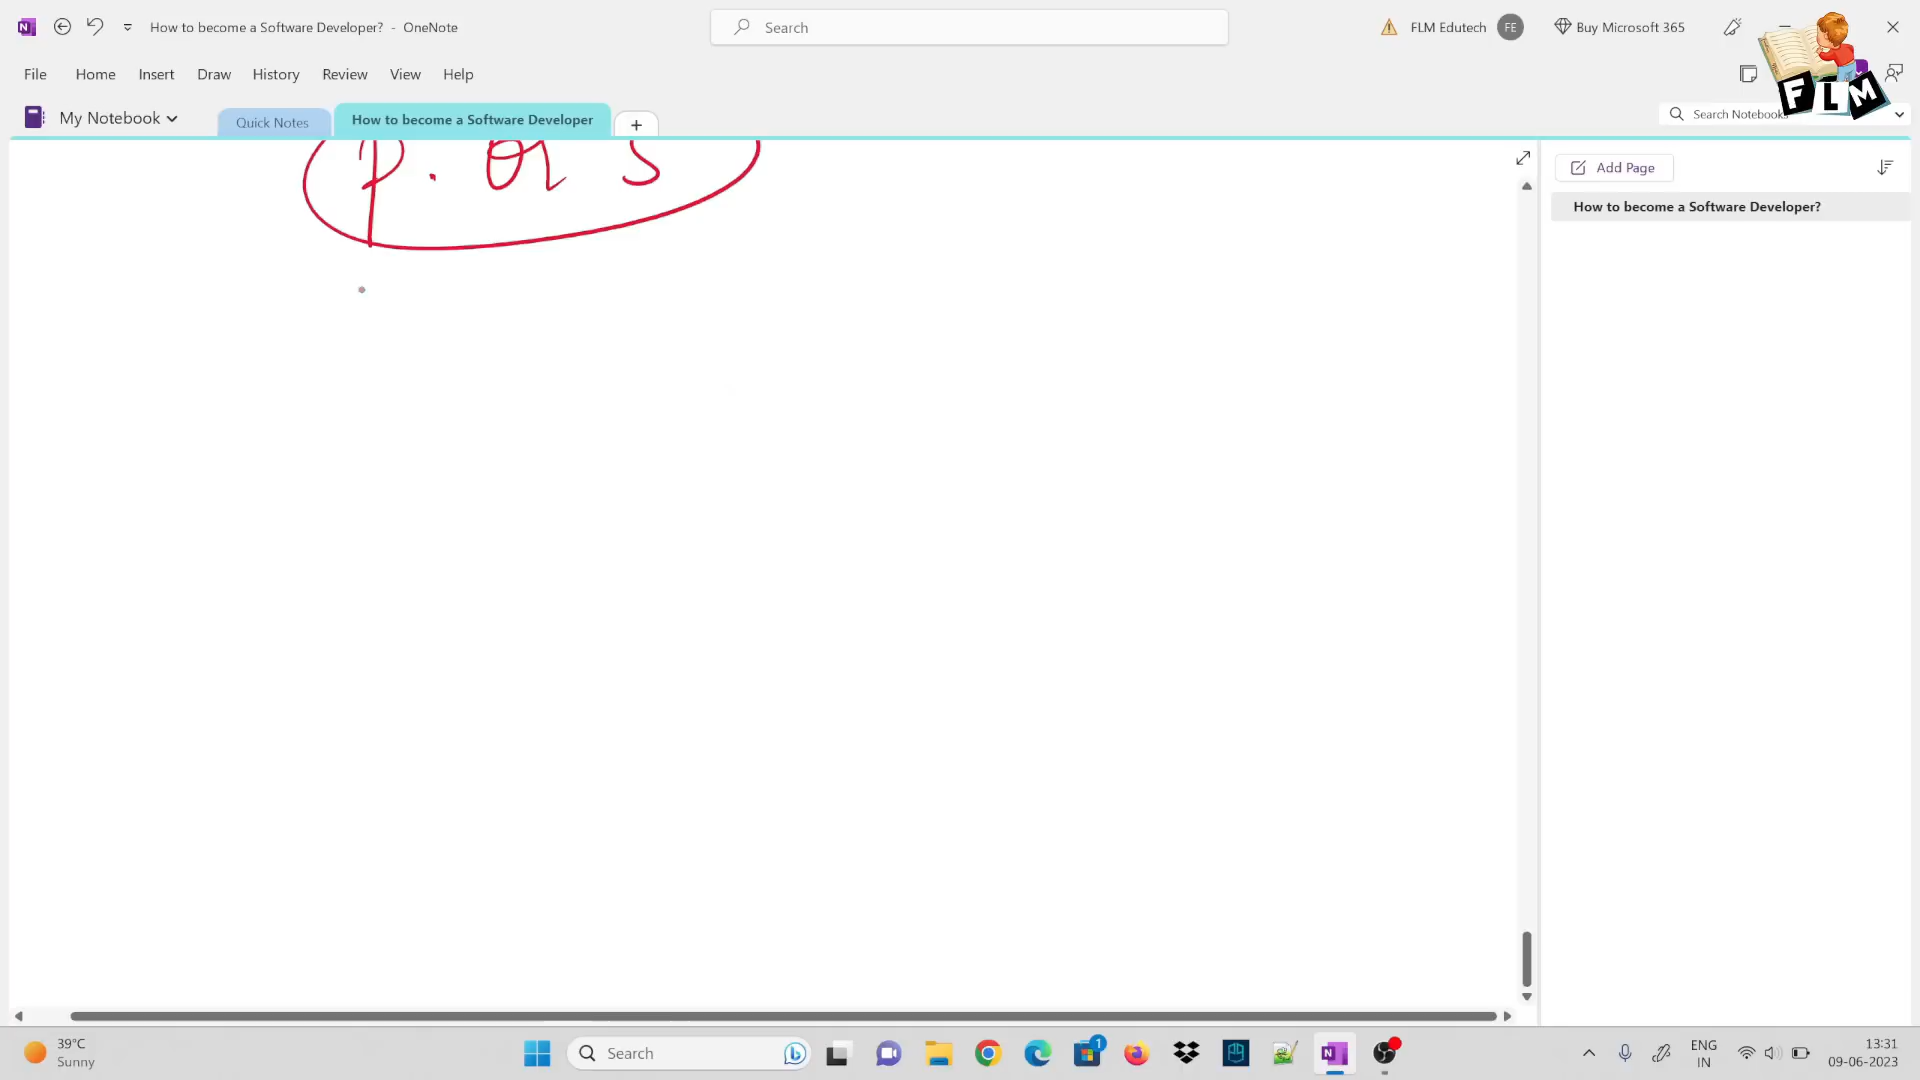 How to become a Software Developer? - OneNote
Search
FLM Edutech FE Buy Microsoft 365
File Home Insert Draw History Review View Help
FLM
My Notebook Quick Notes How to become a Software Developer +
Search Notebooks
Add Page
How to become a Software Developer?
39°C
Sunny
Search
1
ENG
IN
13:31
09-06-2023